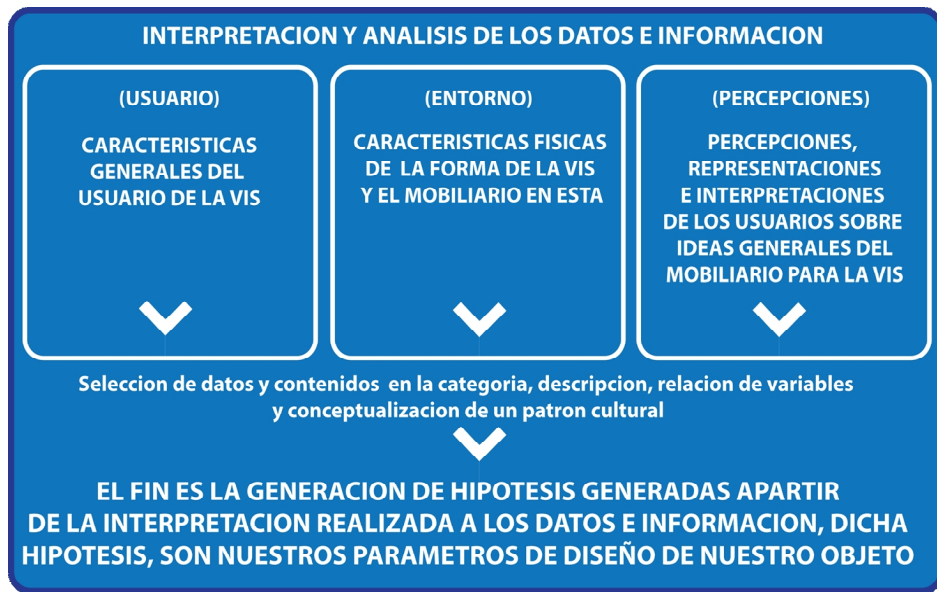 INTERPRETACION Y ANALISIS DE LOS DATOS E INFORMACION
(USUARIO)
CARACTERISTICAS
GENERALES DEL
USUARIO DE LA VIS
(ENTORNO)
CARACTERISTICAS FISICAS
DE LA FORMA DE LA VIS
Y EL MOBILIARIO EN ESTA
(PERCEPCIONES)
PERCEPCIONES,
REPRESENTACIONES
E INTERPRETACIONES
DE LOS USUARIOS SOBRE
IDEAS GENERALES DEL
MOBILIARIO PARA LA VIS
Seleccion de datos y contenidos en la categoria, descripcion, relacion de variables
y conceptualizacion de un patron cultural
EL FIN ES LA GENERACION DE HIPOTESIS GENERADAS APARTIR
DE LA INTERPRETACION REALIZADA A LOS DATOS E INFORMACION, DICHA
HIPOTESIS, SON NUESTROS PARAMETROS DE DISEÑO DE NUESTRO OBJETO